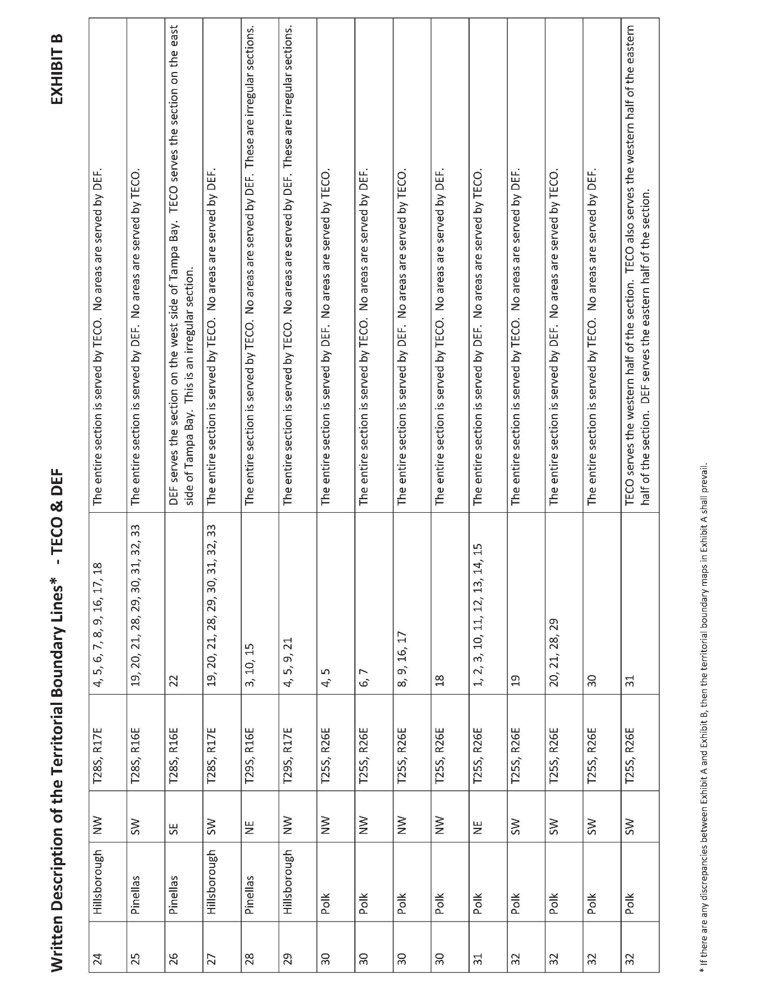 Written Description of the Territorial Boundary Lines* - TECO & DEF EXHIBIT B
24 Hillsborough NW T28S, R17E 4, 5, 6, 7, 8, 9, 16, 17, 18 The entire section is served by TECO. No areas are served by DEF.
25 Pinellas SW T28S, R16E 19, 20, 21, 28, 29, 30, 31, 32, 33 The entire section is served by DEF. No areas are served by TECO.
26 Pinellas SE T28S, R16E 22 DEF serves the section on the west side of Tampa Bay. TECO serves the section on the east
side of Tampa Bay. This is an irregular section.
27 Hillsborough SW T28S, R17E 19, 20, 21, 28, 29, 30, 31, 32, 33 The entire section is served by TECO. No areas are served by DEF.
28 Pinellas NE T29S, R16E 3, 10, 15 The entire section is served by TECO. No areas are served by DEF. These are irregular sections.
29 Hillsborough NW T29S, R17E 4, 5, 9, 21 The entire section is served by TECO. No areas are served by DEF. These are irregular sections.
30 Polk NW T25S, R26E 4, 5 The entire section is served by DEF. No areas are served by TECO.
30 Polk NW T25S, R26E 6, 7 The entire section is served by TECO. No areas are served by DEF.
30 Polk NW T25S, R26E 8, 9, 16, 17 The entire section is served by DEF. No areas are served by TECO.
30 Polk NW T25S, R26E 18 The entire section is served by TECO. No areas are served by DEF.
31 Polk NE T25S, R26E 1, 2, 3, 10, 11, 12, 13, 14, 15 The entire section is served by DEF. No areas are served by TECO.
32 Polk SW T25S, R26E 19 The entire section is served by TECO. No areas are served by DEF.
32 Polk SW T25S, R26E 20, 21, 28, 29 The entire section is served by DEF. No areas are served by TECO.
32 Polk SW T25S, R26E 30 The entire section is served by TECO. No areas are served by DEF.
32 Polk SW T25S, R26E 31 TECO serves the western half of the section. TECO also serves the western half of the eastern
half of the section. DEF serves the eastern half of the eastern half of the section.
* If there are any discrepancies between Exhibit A and Exhibit B, then the territorial boundary maps in Exhibit A shall prevail.